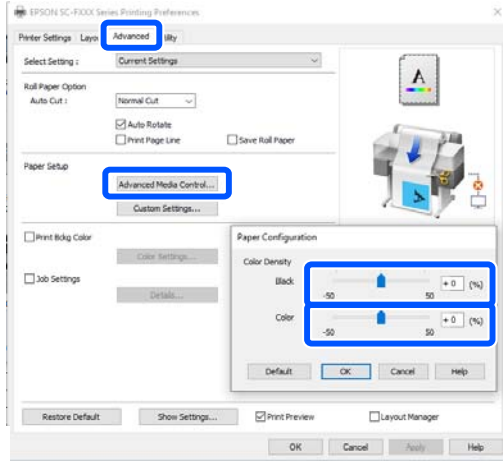 EPSON SC-FXXX Series Printing Preferences
Printer Settings Layou Advanced ility
Select Setting : Current Settings
Roll Paper Option
Auto Cut : Normal Cut
Auto Rotate
Print Page Line Save Roll Paper
Paper Setup
Advanced Media Control...
Custom Settings...
Print Bckg Color
Color Settings...
Job Settings
Details...
A
A
Paper Configuration
Color Density
Black + 0 (%)
-50 50
Color + 0 (%)
-50 50
Default OK Cancel Help
Restore Default Show Settings... Print Preview Layout Manager
OK Cancel Apply Help